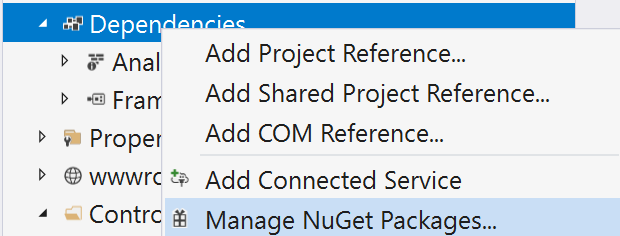 Dependencies
Anal
Fram
Proper
wwwro
Contro
Add Project Reference...
Add Shared Project Reference...
Add COM Reference...
Add Connected Service
Manage NuGet Packages...